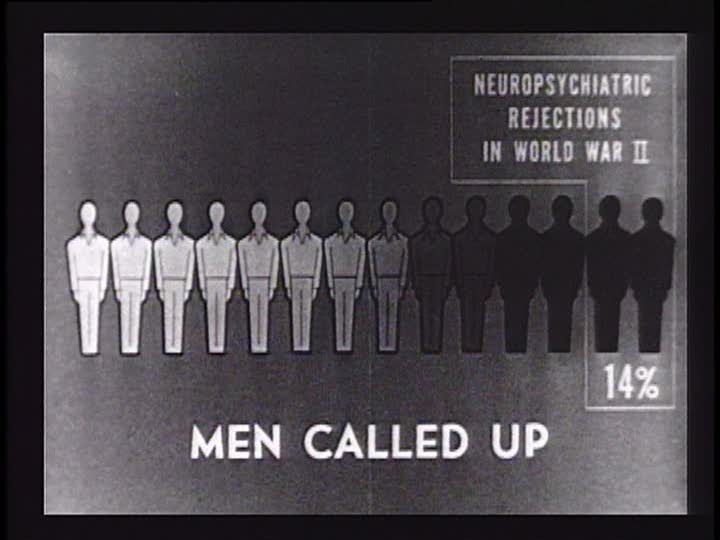 NEUROPSYCHIATRIC
REJECTIONS
IN WORLD WAR II
14%
MEN CALLED UP